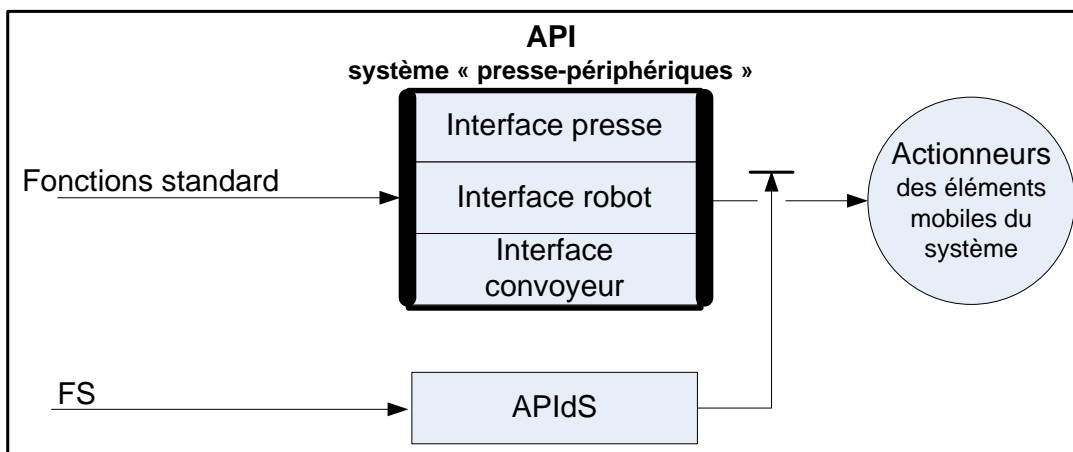 API
système « presse-périphériques »
Interface presse
Fonctions standard
Interface robot
Interface
convoyeur
Actionneurs
des éléments
mobiles du
système
FS
APIdS